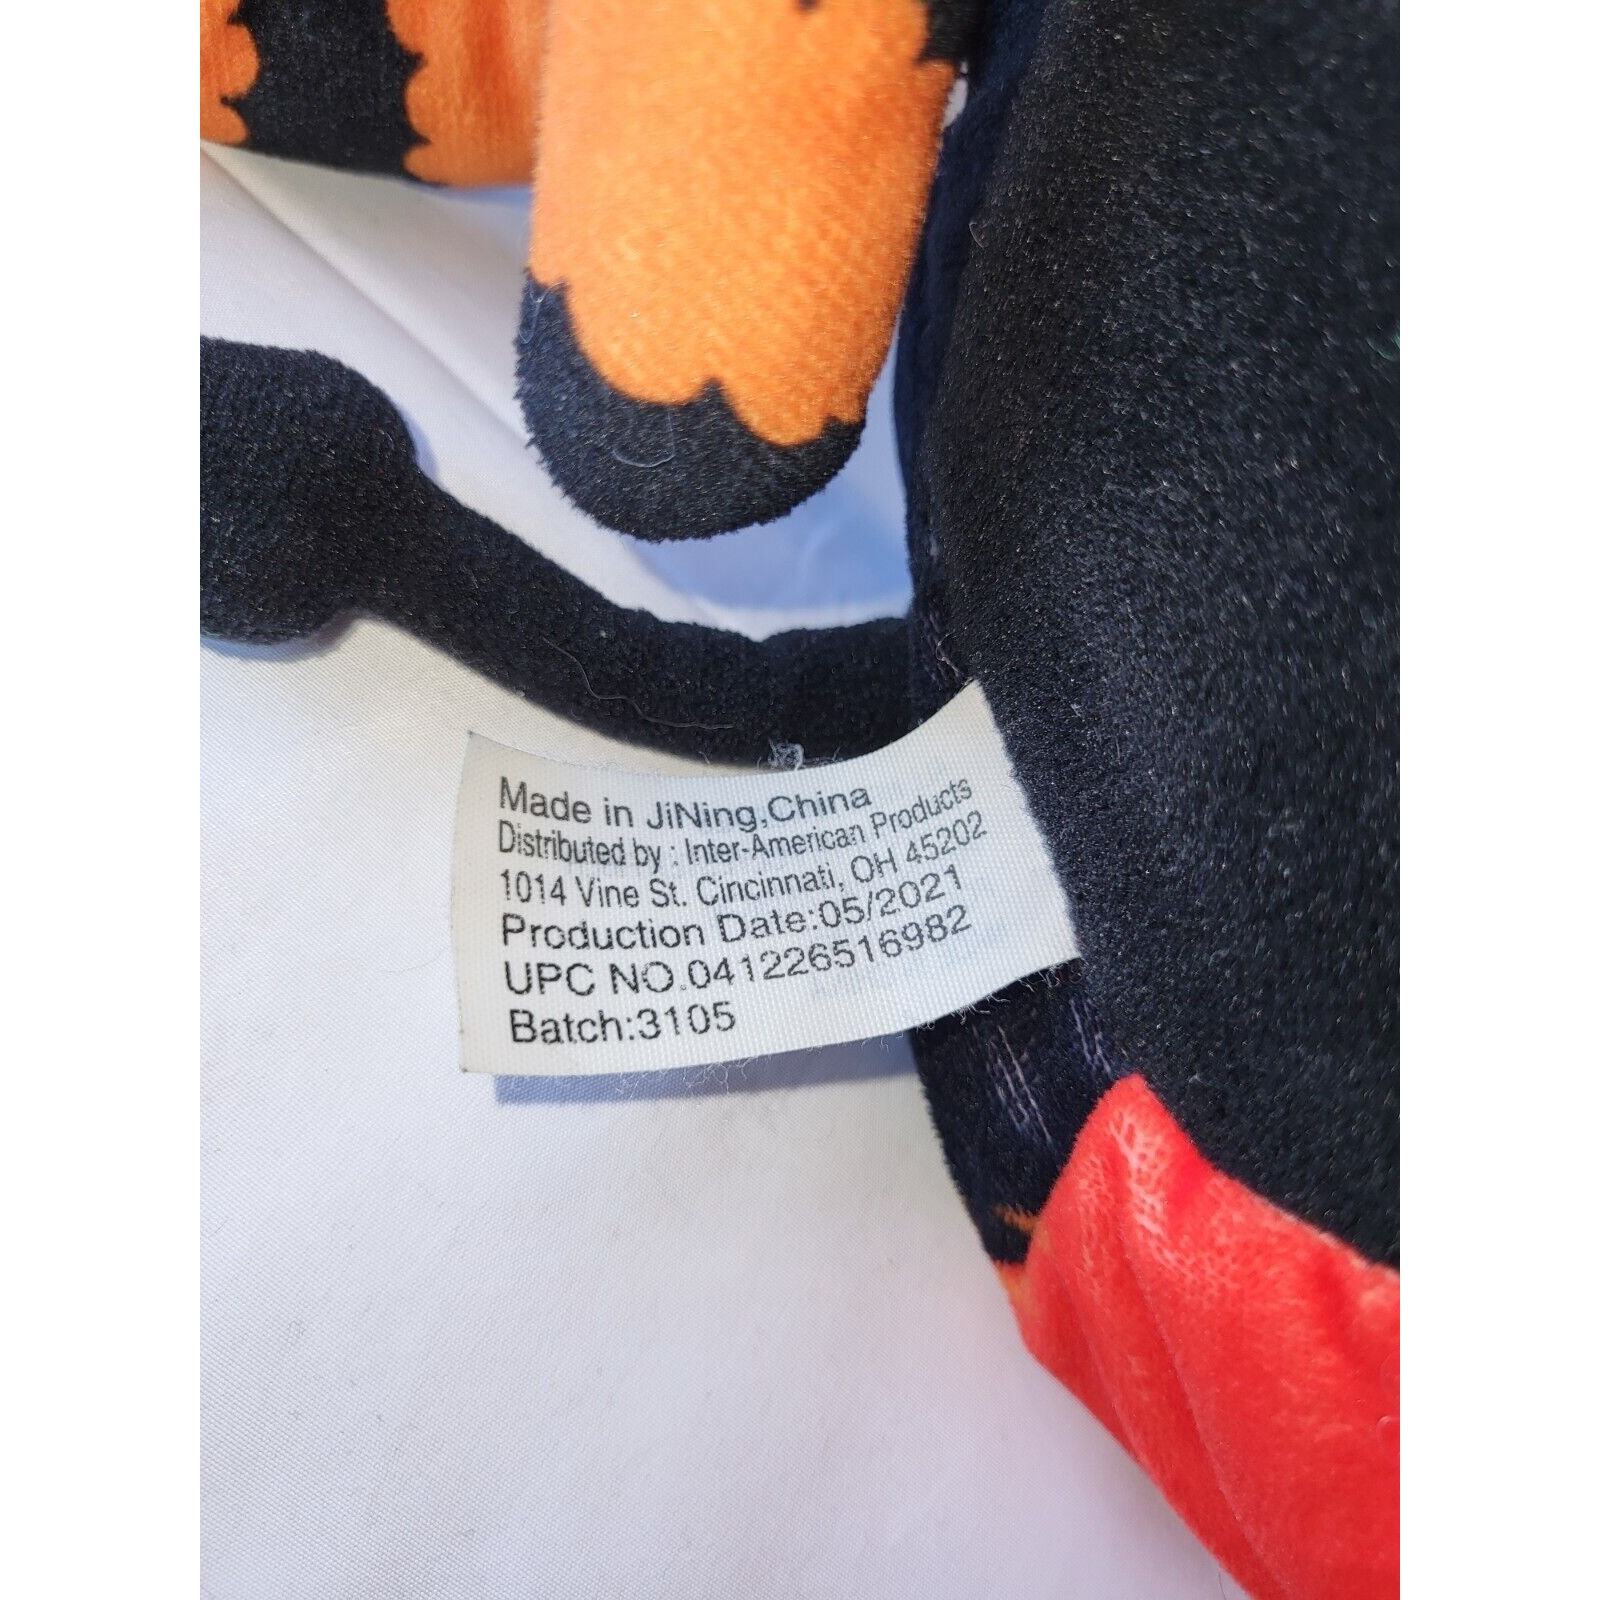 Made in JiNing,China
Distributed by : Inter-American Products
1014 Vine St. Cincinnati, OH 45202
Production Date:05/2021
UPC NO.041226516982
Batch:3105